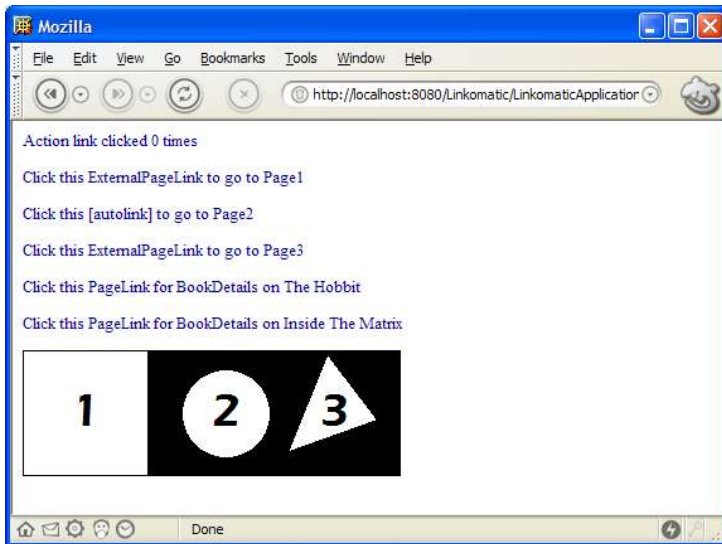 Mozilla
File Edit View Go Bookmarks Tools Window Help
http://localhost:8080/Linkomatic/LinkomaticApplication
Action link clicked 0 times
Click this ExternalPageLink to go to Page1
Click this [autolink] to go to Page2
Click this ExternalPageLink to go to Page3
Click this PageLink for BookDetails on The Hobbit
Click this PageLink for BookDetails on Inside The Matrix
1 2 3
Done